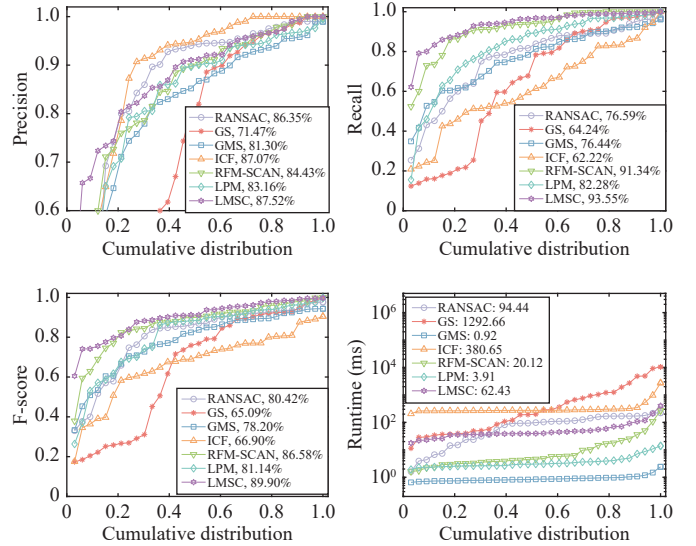 1.0
0.9
0.8
0.7
0.6
Precision
RANSAC, 86.35%
GS, 71.47%
GMS, 81.30%
ICF, 87.07%
RFM-SCAN, 84.43%
LPM, 83.16%
LMSC, 87.52%
0 0.2 0.4 0.6 0.8 1.0
Cumulative distribution
1.0
0.8
0.6
0.4
0.2
0
Recall
RANSAC, 76.59%
GS, 64.24%
GMS, 76.44%
ICF, 62.22%
RFM-SCAN, 91.34%
LPM, 82.28%
LMSC, 93.55%
0 0.2 0.4 0.6 0.8 1.0
Cumulative distribution
1.0
0.8
0.6
0.4
0.2
0
F-score
RANSAC, 80.42%
GS, 65.09%
GMS, 78.20%
ICF, 66.90%
RFM-SCAN, 86.58%
LPM, 81.14%
LMSC, 89.90%
0 0.2 0.4 0.6 0.8 1.0
Cumulative distribution
10⁶
10⁴
10²
10⁰
Runtime (ms)
RANSAC: 94.44
GS: 1292.66
GMS: 0.92
ICF: 380.65
RFM-SCAN: 20.12
LPM: 3.91
LMSC: 62.43
0 0.2 0.4 0.6 0.8 1.0
Cumulative distribution